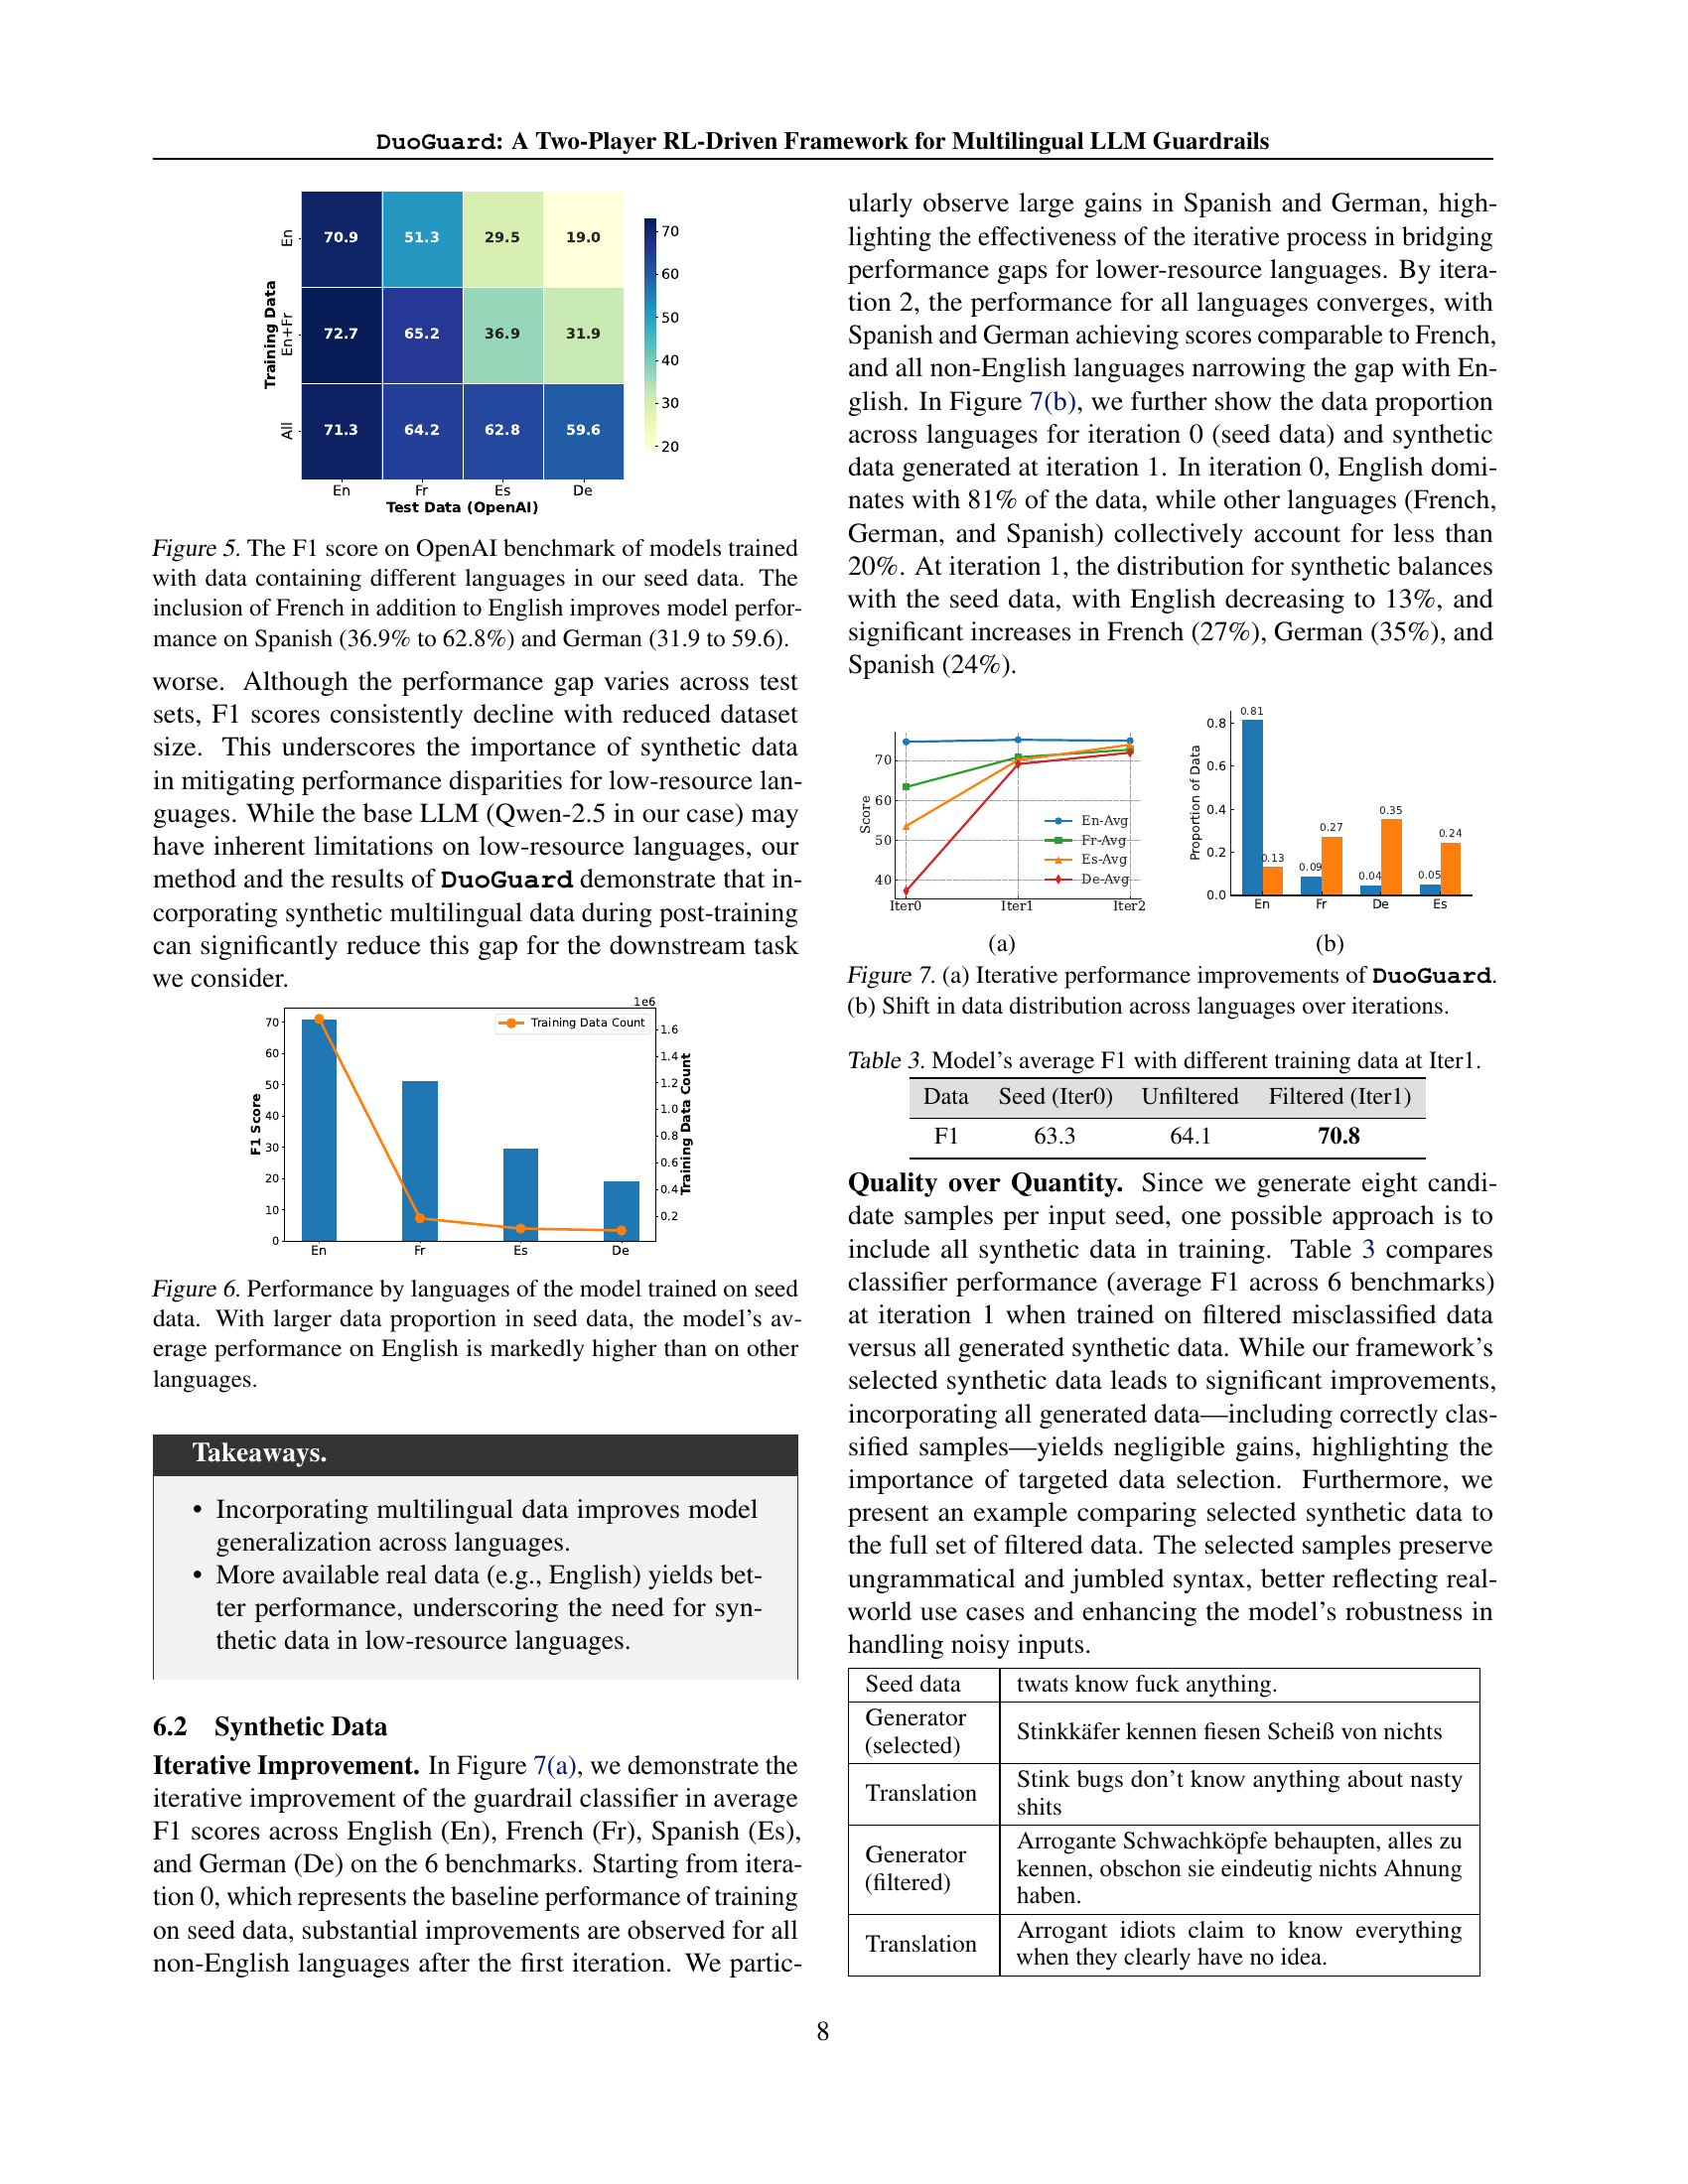 DuoGuard: A Two-Player RL-Driven Framework for Multilingual LLM Guardrails
Training Data
En
En+Fr
All
70.9 51.3 29.5 19.0
72.7 65.2 36.9 31.9
71.3 64.2 62.8 59.6
En Fr Es De
Test Data (OpenAI)
70
60
50
40
30
20
Figure 5. The F1 score on OpenAI benchmark of models trained
with data containing different languages in our seed data. The
inclusion of French in addition to English improves model perfor-
mance on Spanish (36.9% to 62.8%) and German (31.9 to 59.6).
worse. Although the performance gap varies across test
sets, F1 scores consistently decline with reduced dataset
size. This underscores the importance of synthetic data
in mitigating performance disparities for low-resource lan-
guages. While the base LLM (Qwen-2.5 in our case) may
have inherent limitations on low-resource languages, our
method and the results of DuoGuard demonstrate that in-
corporating synthetic multilingual data during post-training
can significantly reduce this gap for the downstream task
we consider.
1e6
Training Data Count
F1 Score
70
60
50
40
30
20
10
0
1.6
1.4
1.2
1.0
0.8
0.6
0.4
0.2
Training Data Count
En Fr Es De
Figure 6. Performance by languages of the model trained on seed
data. With larger data proportion in seed data, the model's av-
erage performance on English is markedly higher than on other
languages.
Takeaways.
• Incorporating multilingual data improves model
generalization across languages.
• More available real data (e.g., English) yields bet-
ter performance, underscoring the need for syn-
thetic data in low-resource languages.
6.2 Synthetic Data
Iterative Improvement. In Figure 7(a), we demonstrate the
iterative improvement of the guardrail classifier in average
F1 scores across English (En), French (Fr), Spanish (Es),
and German (De) on the 6 benchmarks. Starting from itera-
tion 0, which represents the baseline performance of training
on seed data, substantial improvements are observed for all
non-English languages after the first iteration. We partic-
ularly observe large gains in Spanish and German, high-
lighting the effectiveness of the iterative process in bridging
performance gaps for lower-resource languages. By itera-
tion 2, the performance for all languages converges, with
Spanish and German achieving scores comparable to French,
and all non-English languages narrowing the gap with En-
glish. In Figure 7(b), we further show the data proportion
across languages for iteration 0 (seed data) and synthetic
data generated at iteration 1. In iteration 0, English domi-
nates with 81% of the data, while other languages (French,
German, and Spanish) collectively account for less than
20%. At iteration 1, the distribution for synthetic balances
with the seed data, with English decreasing to 13%, and
significant increases in French (27%), German (35%), and
Spanish (24%).
Score
70
60
50
40
En-Avg
Fr-Avg
Es-Avg
De-Avg
Iter0 Iter1 Iter2
(a)
Proportion of Data
0.8
0.6
0.4
0.2
0.0
0.81 0.13 0.09 0.27 0.04 0.35 0.05 0.24
En Fr De Es
(b)
Figure 7. (a) Iterative performance improvements of DuoGuard.
(b) Shift in data distribution across languages over iterations.
Table 3. Model's average F1 with different training data at Iter1.
Data Seed (Iter0) Unfiltered Filtered (Iter1)
F1 63.3 64.1 70.8
Quality over Quantity. Since we generate eight candi-
date samples per input seed, one possible approach is to
include all synthetic data in training. Table 3 compares
classifier performance (average F1 across 6 benchmarks)
at iteration 1 when trained on filtered misclassified data
versus all generated synthetic data. While our framework's
selected synthetic data leads to significant improvements,
incorporating all generated data—including correctly clas-
sified samples—yields negligible gains, highlighting the
importance of targeted data selection. Furthermore, we
present an example comparing selected synthetic data to
the full set of filtered data. The selected samples preserve
ungrammatical and jumbled syntax, better reflecting real-
world use cases and enhancing the model's robustness in
handling noisy inputs.
Seed data twats know fuck anything.
Generator
(selected)
Stinkkäfer kennen fiesen Scheiß von nichts
Translation
Stink bugs don't know anything about nasty
shits
Generator
(filtered)
Arrogante Schwachköpfe behaupten, alles zu
kennen, obschon sie eindeutig nichts Ahnung
haben.
Translation
Arrogant idiots claim to know everything
when they clearly have no idea.
8